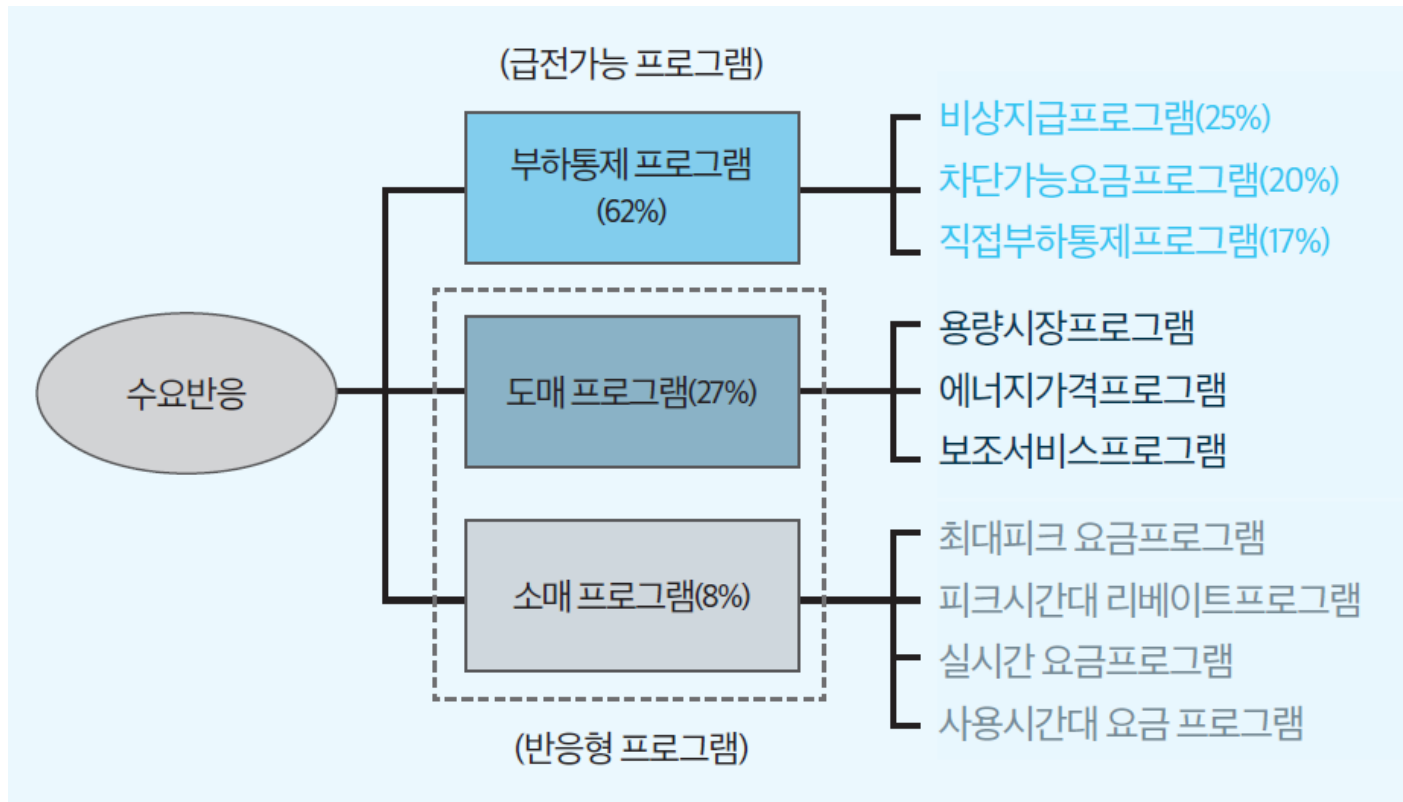 (급전가능 프로그램)
부하통제 프로그램
(62%)
비상지급프로그램(25%)
차단가능요금프로그램(20%)
직접부하통제프로그램(17%)
수요반응
도매 프로그램(27%)
용량시장프로그램
에너지가격프로그램
보조서비스프로그램
소매 프로그램(8%)
최대피크 요금프로그램
피크시간대 리베이트프로그램
실시간 요금프로그램
사용시간대 요금 프로그램
(반응형 프로그램)